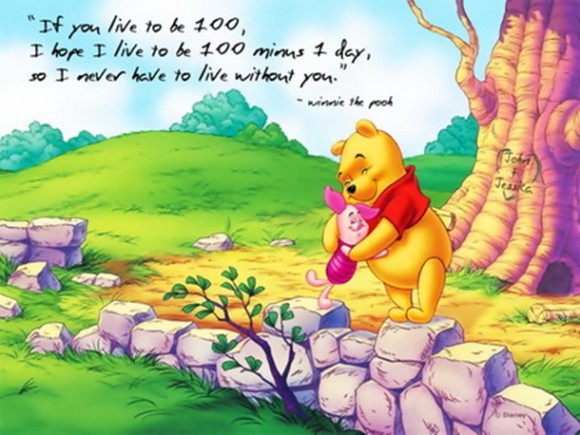 "If you live to be 100,
I hope I live to be 100 minus 1 day,
so I never have to live without you."
~ winnie the pooh
John
+
Jesska
© Disney